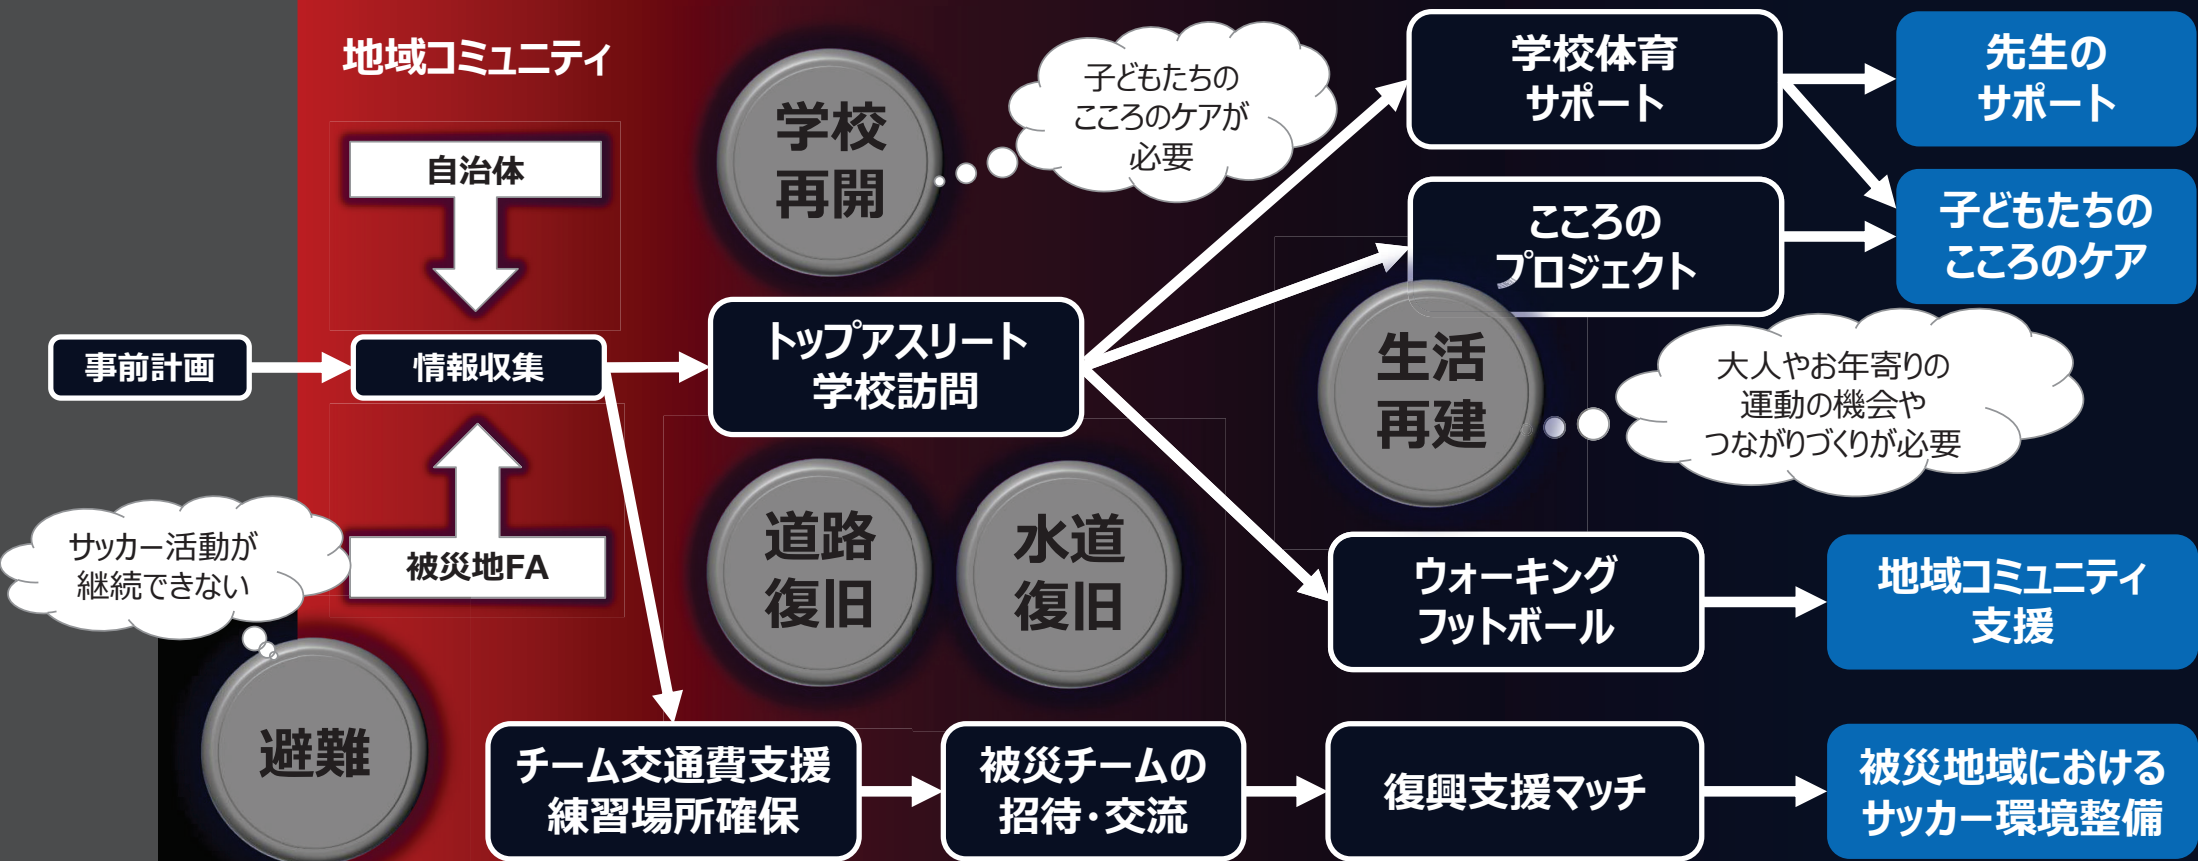 地域コミュニティ
自治体
事前計画
情報収集
被災地FA
サッカー活動が
継続できない
避難
学校
再開
子どもたちの
こころのケアが
必要
トップアスリート
学校訪問
道路
復旧
水道
復旧
チーム交通費支援
練習場所確保
被災チームの
招待・交流
学校体育
サポート
こころの
プロジェクト
生活
再建
大人やお年寄りの
運動の機会や
つながりづくりが必要
ウォーキング
フットボール
復興支援マッチ
先生の
サポート
子どもたちの
こころのケア
地域コミュニティ
支援
被災地域における
サッカー環境整備